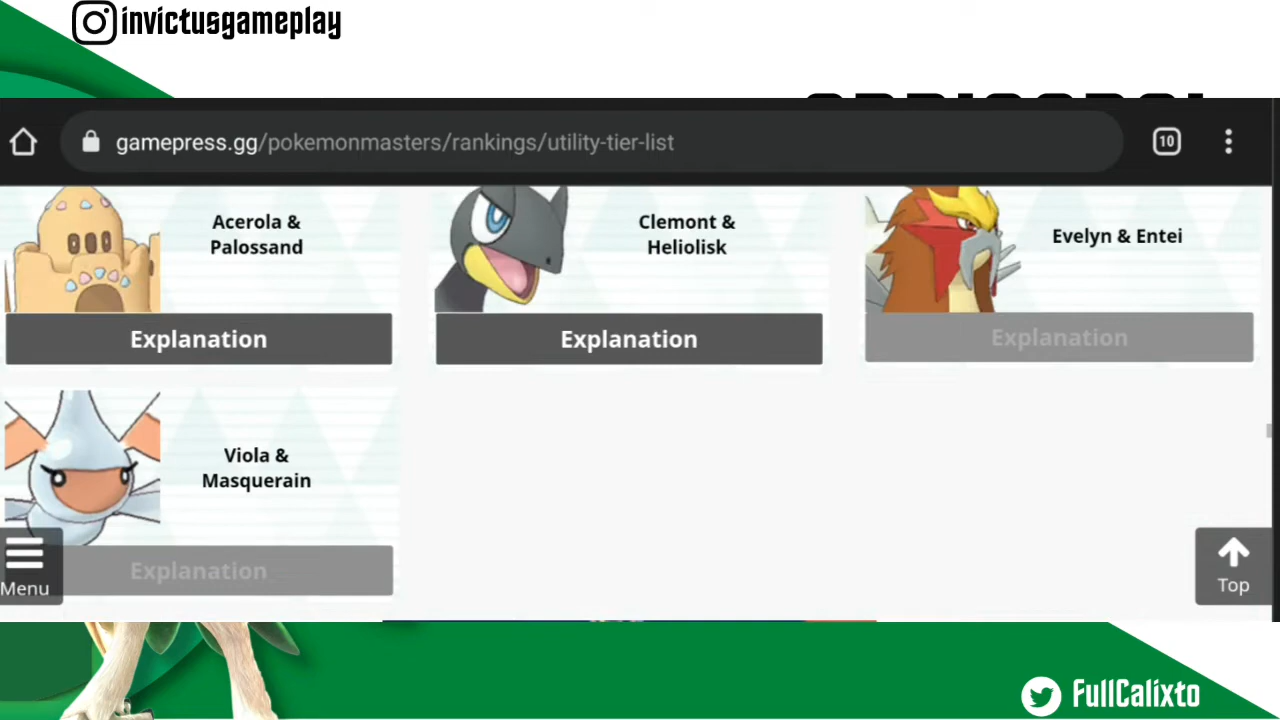 invictusgameplay
gamepress.gg/pokemonmasters/rankings/utility-tier-list
10
Acerola &
Palossand
Clemont &
Heliolisk
Evelyn & Entei
Explanation
Explanation
Explanation
Viola &
Masquerain
Explanation
Menu
Top
FullCalixto